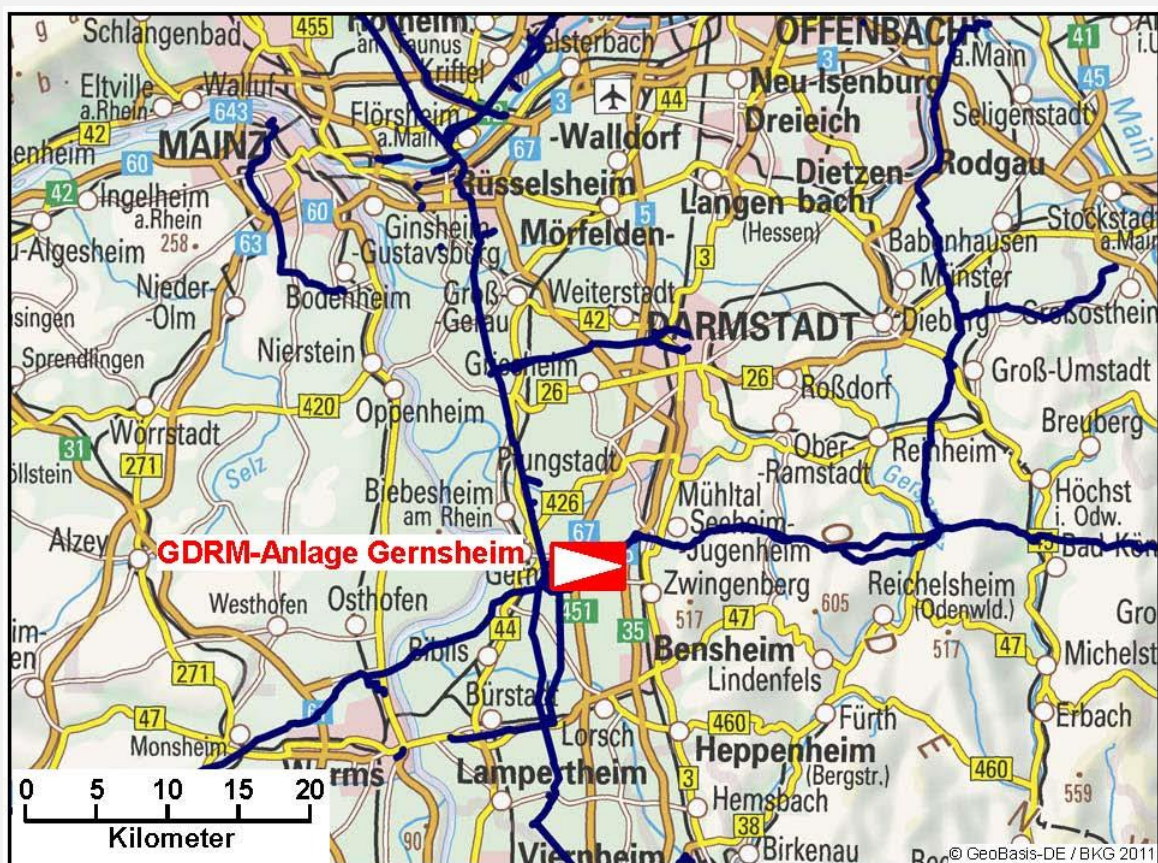 Schlangenbad
455
am Taunus
Kriftel
OFFENBACH
a.Main
41
45
Main
Eltville
a.Rhein
Walluf
643
42
Flörsheim
a.Main
3
44
3
Neu-Isenburg
Dreieich
Seligenstadt
MAINZ
60
-Walldorf
67
Rüsselsheim
Dietzen-
bach
Rodgau
42
Ingelheim
a.Rhein
60
Ginsheim
-Gustavsburg
5
Langen
(Hessen)
Mörfelden-
Stockstadt
a.Main
258
63
Babenhausen
Münster
Nieder-
-Olm
Bodenheim
Groß-
-Gerau
Weiterstadt
3
42
DARMSTADT
Dieburg
Großostheim
Sprendlingen
Nierstein
Griesheim
26
26
Roßdorf
Groß-Umstadt
Oppenheim
420
Breuberg
Wörrstadt
31
271
Selz
Pfungstadt
Ober-
-Ramstadt
Reinheim
Biebesheim
am Rhein
426
Mühltal
Höchst
i. Odw.
Alzey
67
Seeheim-
Jugenheim
GDRM-Anlage Gernsheim
Zwingenberg
Reichelsheim
(Odenwld.)
Westhofen
Osthofen
451
35
517
605
47
44
Biblis
Bensheim
Lindenfels
517
47
271
Bürstadt
47
Monsheim
Lorsch
460
Fürth
Erbach
Worms
Lampertheim
Heppenheim
(Bergstr.)
460
3
Hemsbach
559
38
90
Viernheim
Birkenau
0 5 10 15 20
Kilometer
© GeoBasis-DE / BKG 2011